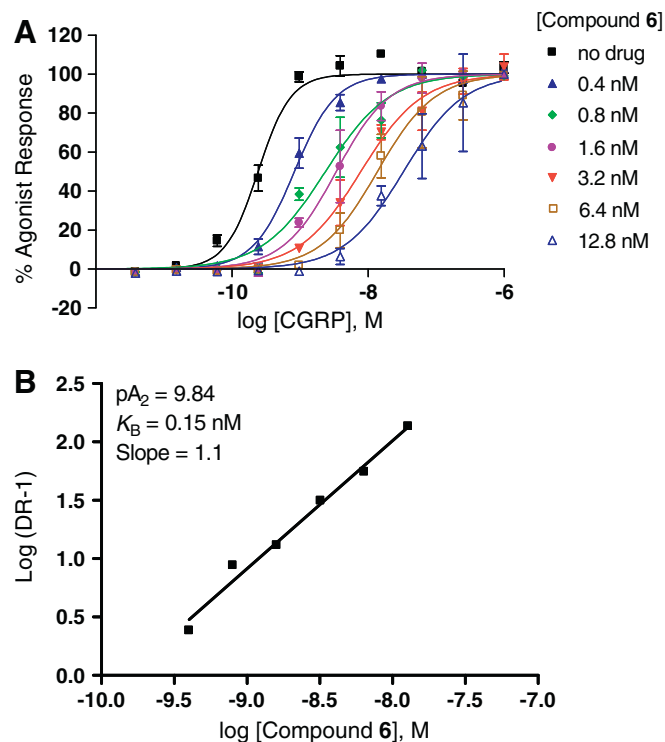 A
[Compound 6]
no drug
0.4 nM
0.8 nM
1.6 nM
3.2 nM
6.4 nM
12.8 nM
% Agonist Response
120
100
80
60
40
20
0
-20
-10
-8
-6
log [CGRP], M
B
pA2 = 9.84
KB = 0.15 nM
Slope = 1.1
Log (DR-1)
2.5
2.0
1.5
1.0
0.5
0.0
-10.0 -9.5 -9.0 -8.5 -8.0 -7.5 -7.0
log [Compound 6], M